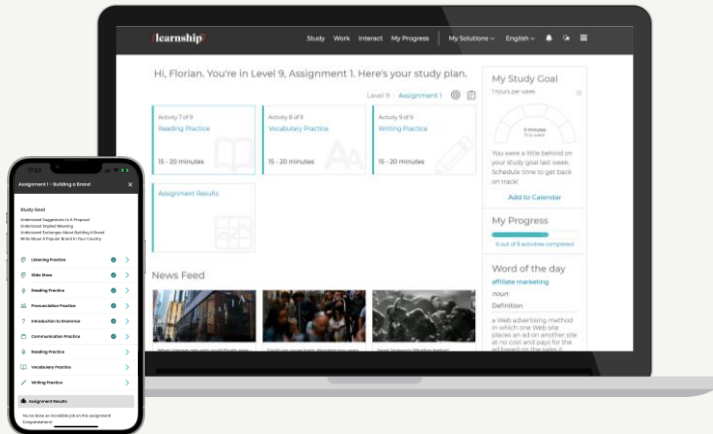 learnship
Study Work Interact My Progress My Solutions English
Hi, Florian. You're in Level 9, Assignment 1. Here's your study plan.
Level 9 Assignment 1
Activity 7 of 9
Reading Practice
15 - 20 minutes
Activity 8 of 9
Vocabulary Practice
15 - 20 minutes
Activity 9 of 9
Writing Practice
15 - 20 minutes
Assignment Results
News Feed
My Study Goal
1 hours per week
0 minutes
this week
You were a little behind on
your study goal last week.
Schedule time to get back
on track!
Add to Calendar
My Progress
6 out of 9 activities completed
Word of the day
affiliate marketing
noun
Definition
a Web advertising method
in which one Web site
places an ad on another site
at no cost and pays for the
ad based on the sales it
Assignment 1 - Building a Brand
Study Goal
Understand Suggestions In A Proposal
Understand Implied Meaning
Understand Exchanges About Building A Brand
Write About A Popular Brand In Your Country
Listening Practice
Slide Show
Reading Practice
Pronunciation Practice
Introduction to Grammar
Communication Practice
Reading Practice
Vocabulary Practice
Writing Practice
Assignment Results
You've done an incredible job on this assignment
Congratulations!